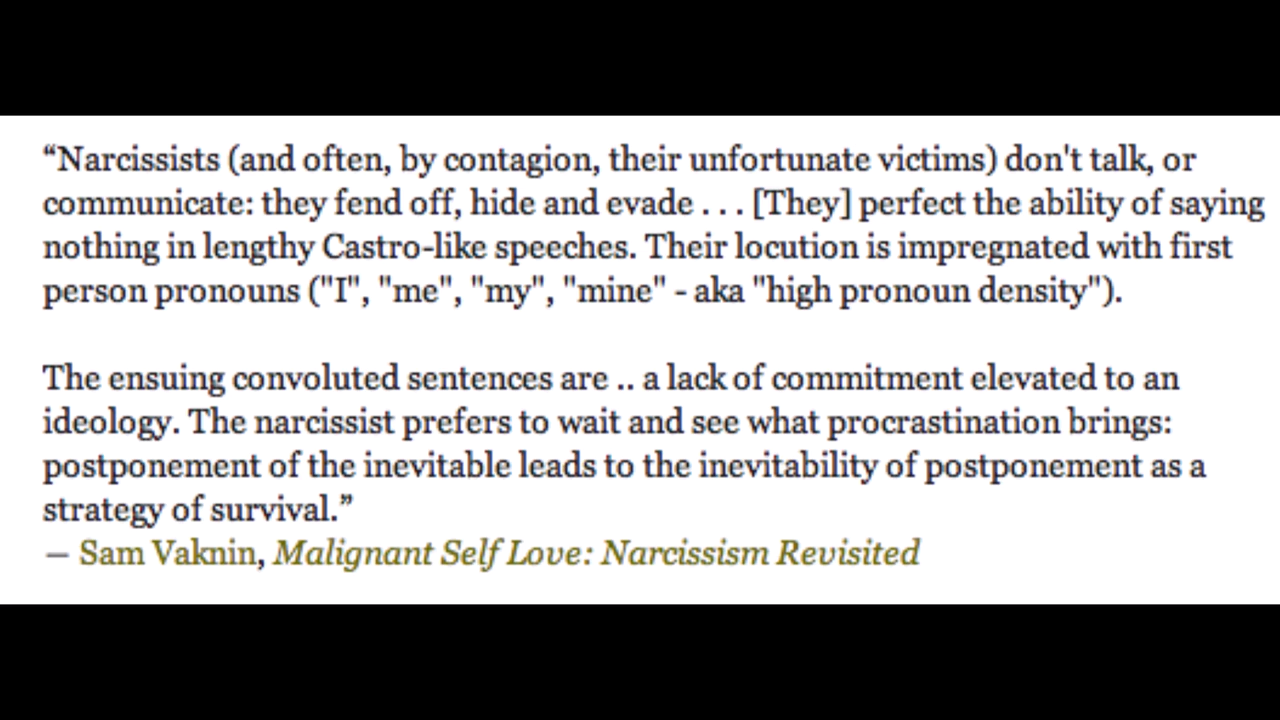 “Narcissists (and often, by contagion, their unfortunate victims) don't talk, or
communicate: they fend off, hide and evade . . . [They] perfect the ability of saying
nothing in lengthy Castro-like speeches. Their locution is impregnated with first
person pronouns ("I", "me", "my", "mine" - aka "high pronoun density").
The ensuing convoluted sentences are .. a lack of commitment elevated to an
ideology. The narcissist prefers to wait and see what procrastination brings:
postponement of the inevitable leads to the inevitability of postponement as a
strategy of survival.”
― Sam Vaknin, Malignant Self Love: Narcissism Revisited